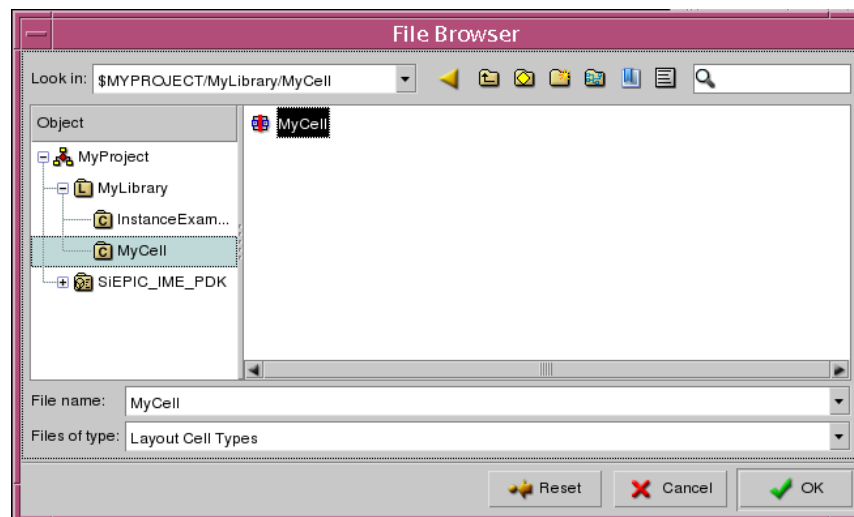 File Browser
Look in: $MYPROJECT/MyLibrary/MyCell
Object
MyCell
MyProject
L MyLibrary
C InstanceExam...
C MyCell
SiEPIC_IME_PDK
File name: MyCell
Files of type: Layout Cell Types
Reset Cancel OK